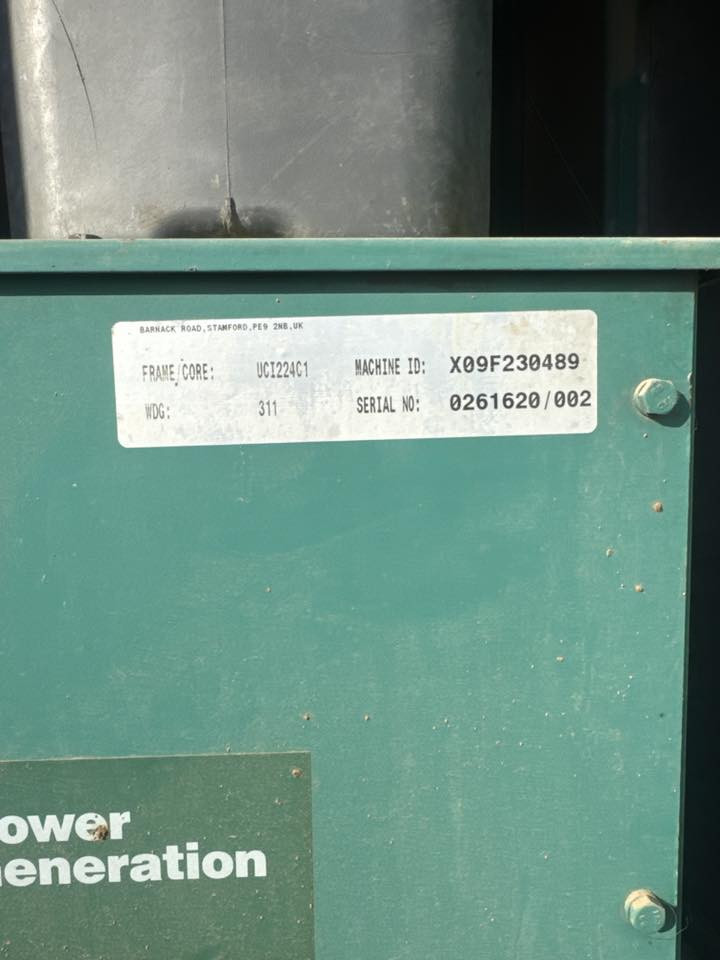 BARNACK ROAD,STAMFORD,PE9 2NB,UK
FRAME/CORE: UCI224C1 MACHINE ID: X09F230489
WDG: 311 SERIAL NO: 0261620/002
ower
eneration